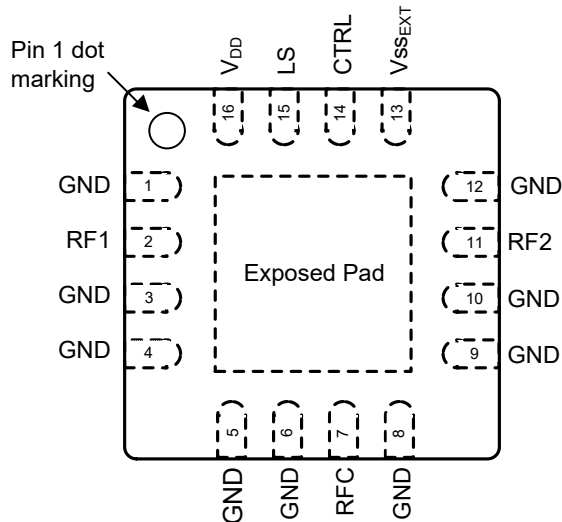 Pin 1 dot
marking
VDD
LS
CTRL
VssEXT
16
15
14
13
GND
1
12
GND
RF1
2
11
RF2
Exposed Pad
GND
3
10
GND
GND
4
9
GND
5
6
7
8
GND
GND
RFC
GND